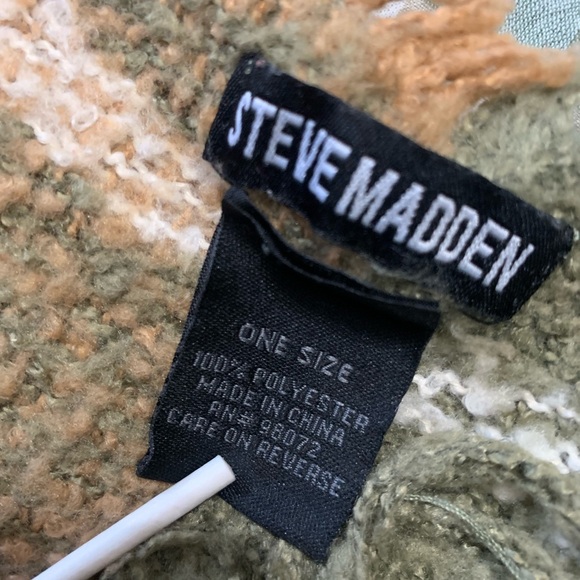 STEVE MADDEN
ONE SIZE
100% POLYESTER
MADE IN CHINA
RN# 98072
CARE ON REVERSE